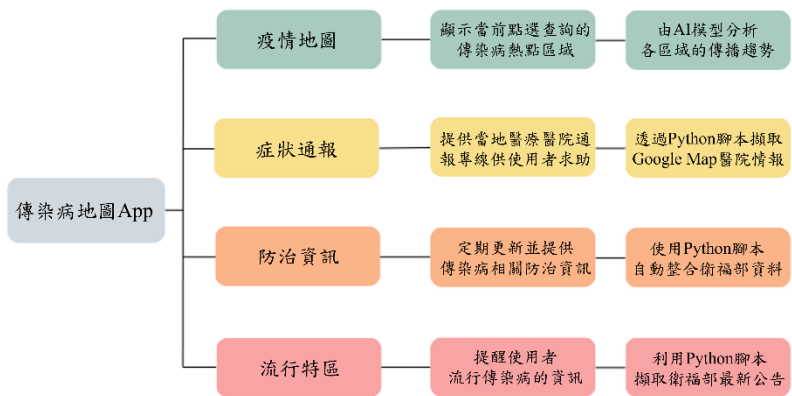 傳染病地圖App
疫情地圖
顯示當前點選查詢的
傳染病熱點區域
由AI模型分析
各區域的傳播趨勢
症狀通報
提供當地醫療醫院通
報專線供使用者求助
透過Python腳本擷取
Google Map醫院情報
防治資訊
定期更新並提供
傳染病相關防治資訊
使用Python腳本
自動整合衛福部資料
流行特區
提醒使用者
流行傳染病的資訊
利用Python腳本
擷取衛福部最新公告